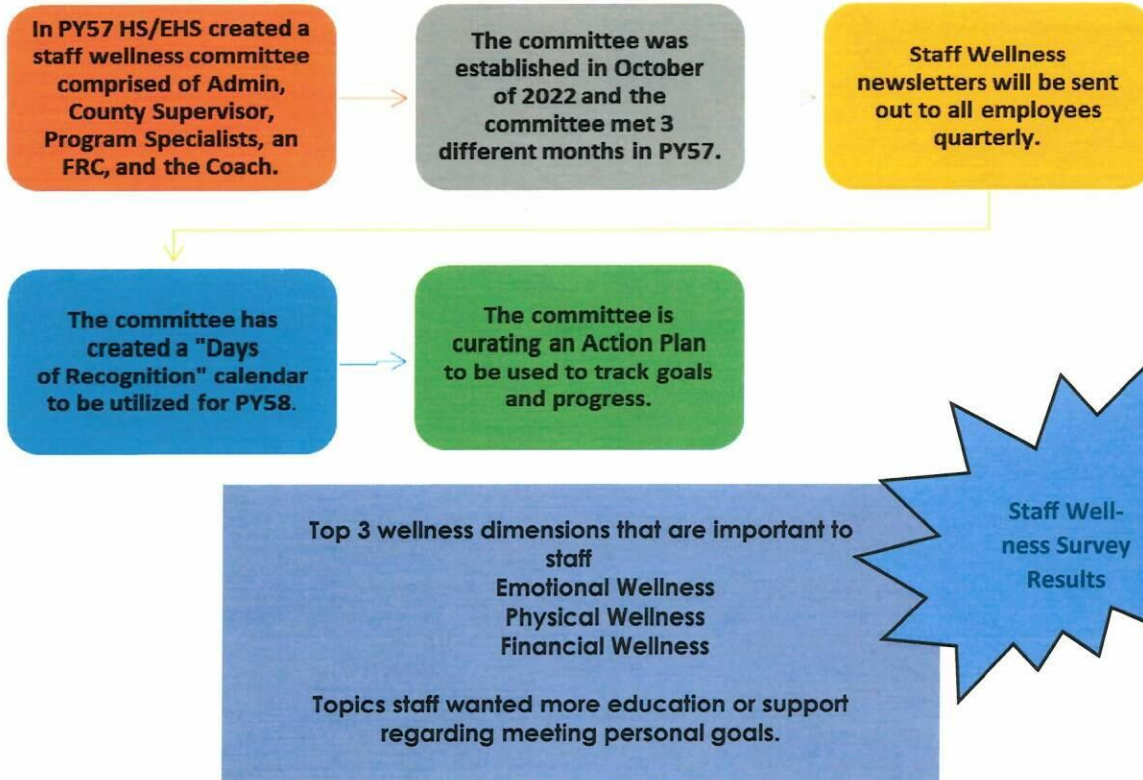 In PY57 HS/EHS created a
staff wellness committee
comprised of Admin,
County Supervisor,
Program Specialists, an
FRC, and the Coach.
The committee was
established in October
of 2022 and the
committee met 3
different months in PY57.
Staff Wellness
newsletters will be sent
out to all employees
quarterly.
The committee has
created a "Days
of Recognition" calendar
to be utilized for PY58.
The committee is
curating an Action Plan
to be used to track goals
and progress.
Staff Well-
ness Survey
Results
Top 3 wellness dimensions that are important to
staff
Emotional Wellness
Physical Wellness
Financial Wellness
Topics staff wanted more education or support
regarding meeting personal goals.